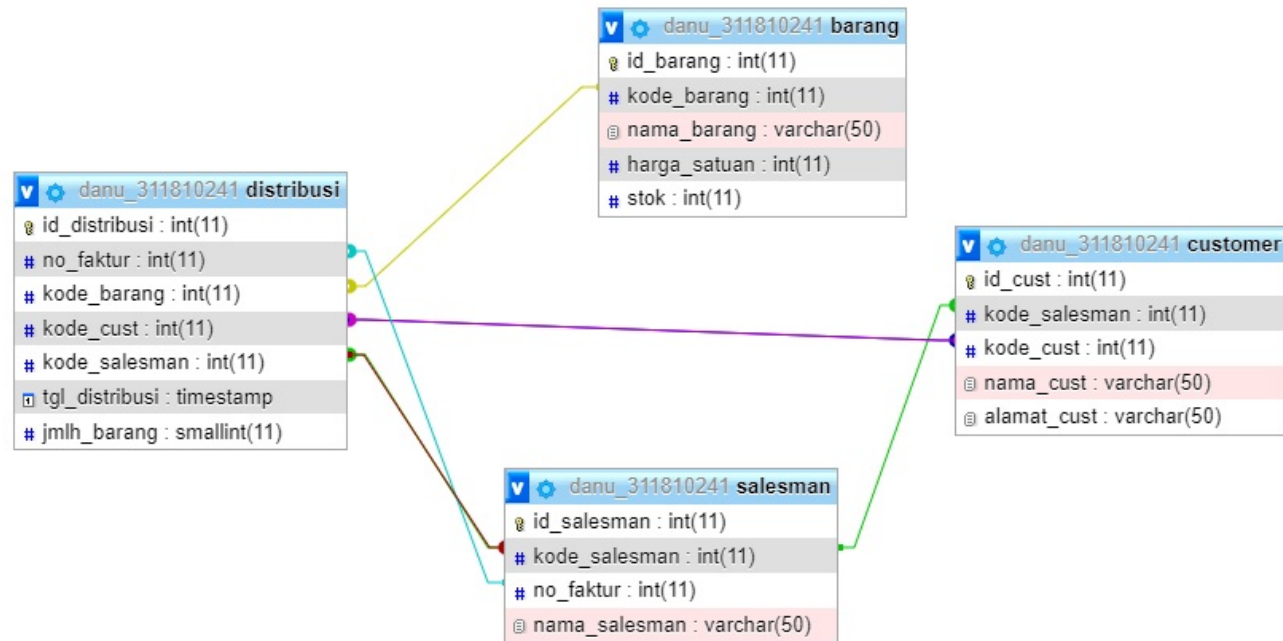 danu_311810241 barang
id_barang : int(11)
# kode_barang : int(11)
nama_barang : varchar(50)
# harga_satuan : int(11)
# stok : int(11)
danu_311810241 distribusi
id_distribusi : int(11)
# no_faktur : int(11)
# kode_barang : int(11)
# kode_cust : int(11)
# kode_salesman : int(11)
tgl_distribusi : timestamp
# jmlh_barang : smallint(11)
danu_311810241 customer
id_cust : int(11)
# kode_salesman : int(11)
# kode_cust : int(11)
nama_cust : varchar(50)
alamat_cust : varchar(50)
danu_311810241 salesman
id_salesman : int(11)
# kode_salesman : int(11)
# no_faktur : int(11)
nama_salesman : varchar(50)